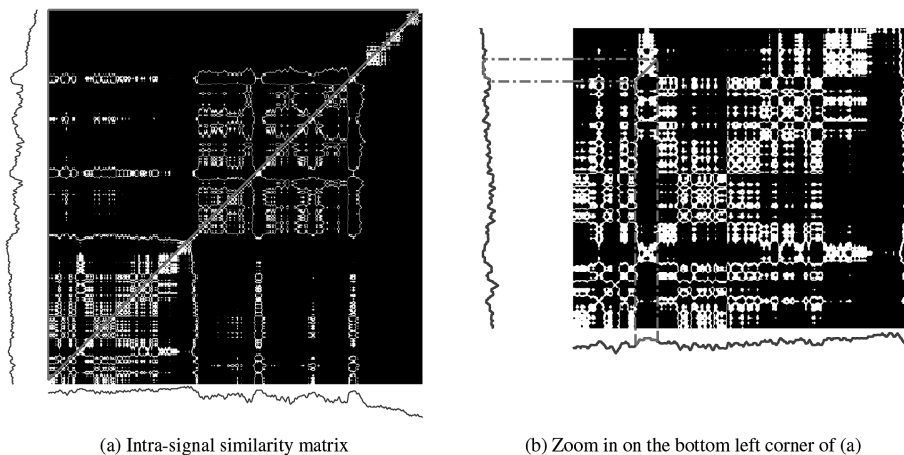 (a) Intra-signal similarity matrix
(b) Zoom in on the bottom left corner of (a)